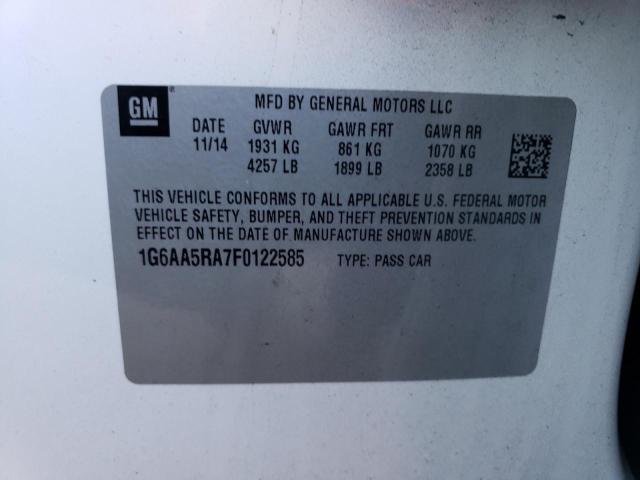 GM
MFD BY GENERAL MOTORS LLC
DATE GVWR GAWR FRT GAWR RR
11/14 1931 KG 861 KG 1070 KG
4257 LB 1899 LB 2358 LB
THIS VEHICLE CONFORMS TO ALL APPLICABLE U.S. FEDERAL MOTOR
VEHICLE SAFETY, BUMPER, AND THEFT PREVENTION STANDARDS IN
EFFECT ON THE DATE OF MANUFACTURE SHOWN ABOVE.
1G6AA5RA7F0122585 TYPE: PASS CAR